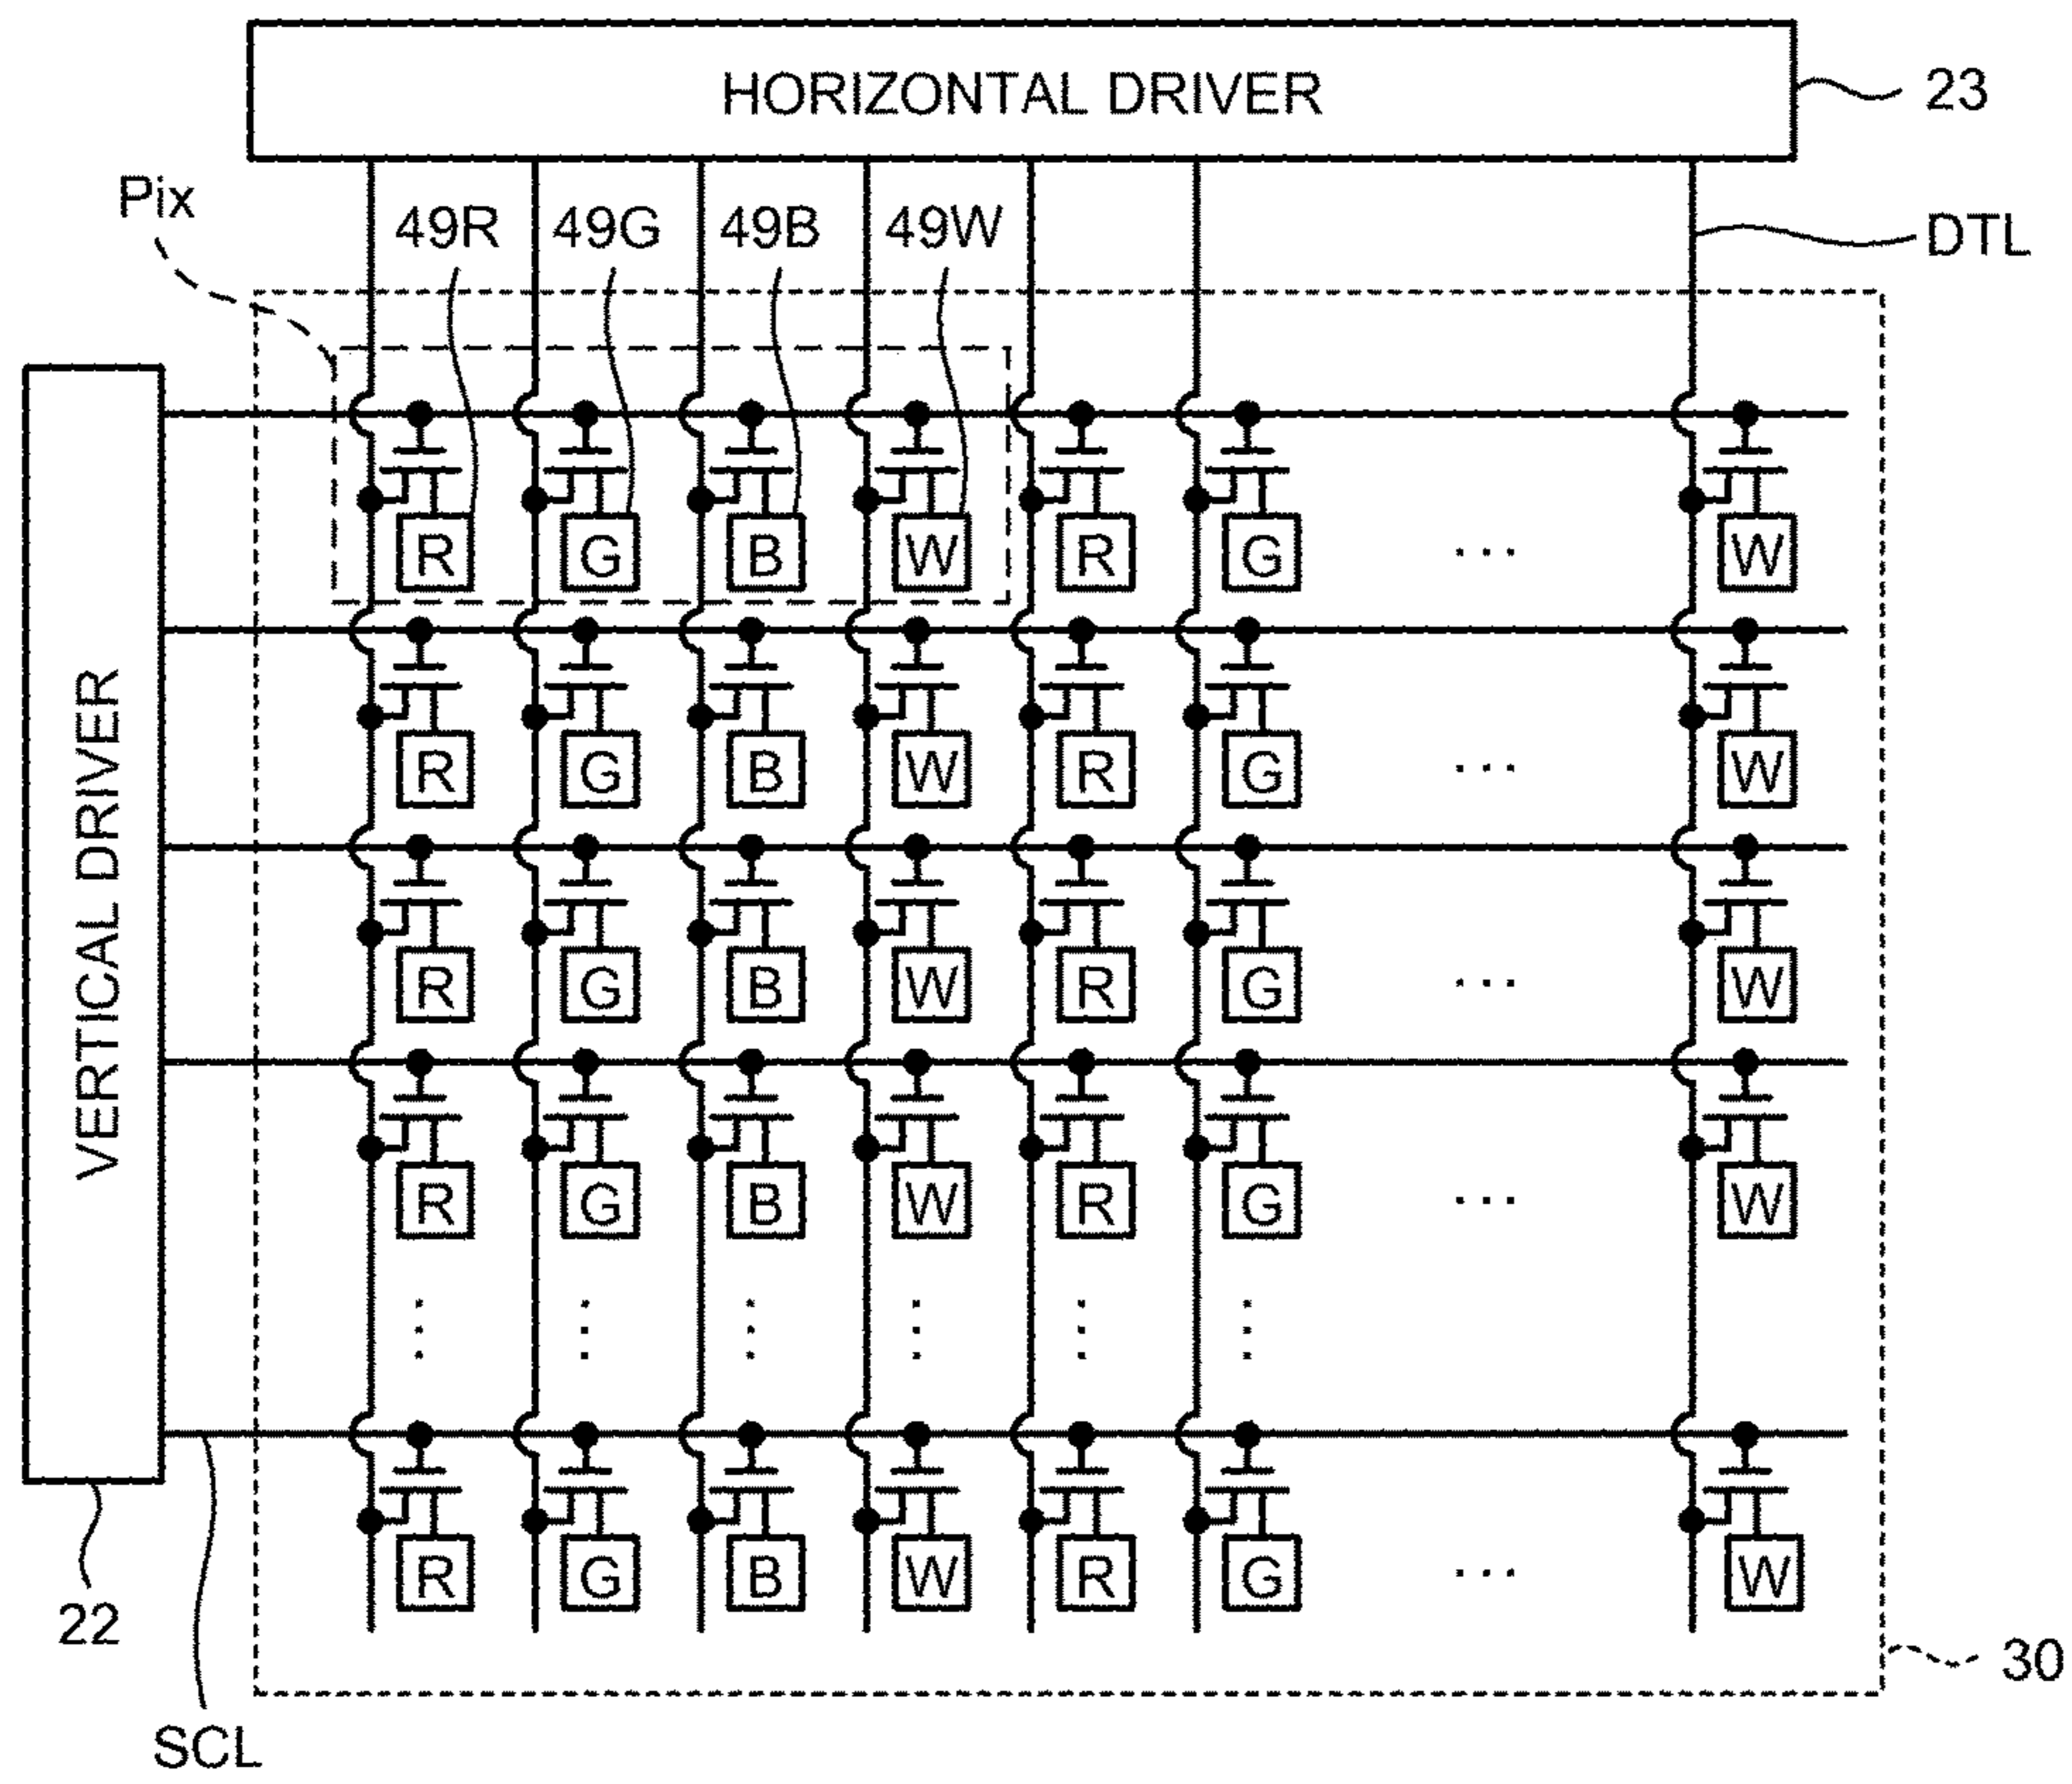 HORIZONTAL DRIVER
23
Pix
49R 49G 49B 49W
DTL
R G B W R G ... W
R G B W R G ... W
VERTICAL DRIVER
R G B W R G ... W
R G B W R G ... W
R G B W R G ... W
22
30
SCL